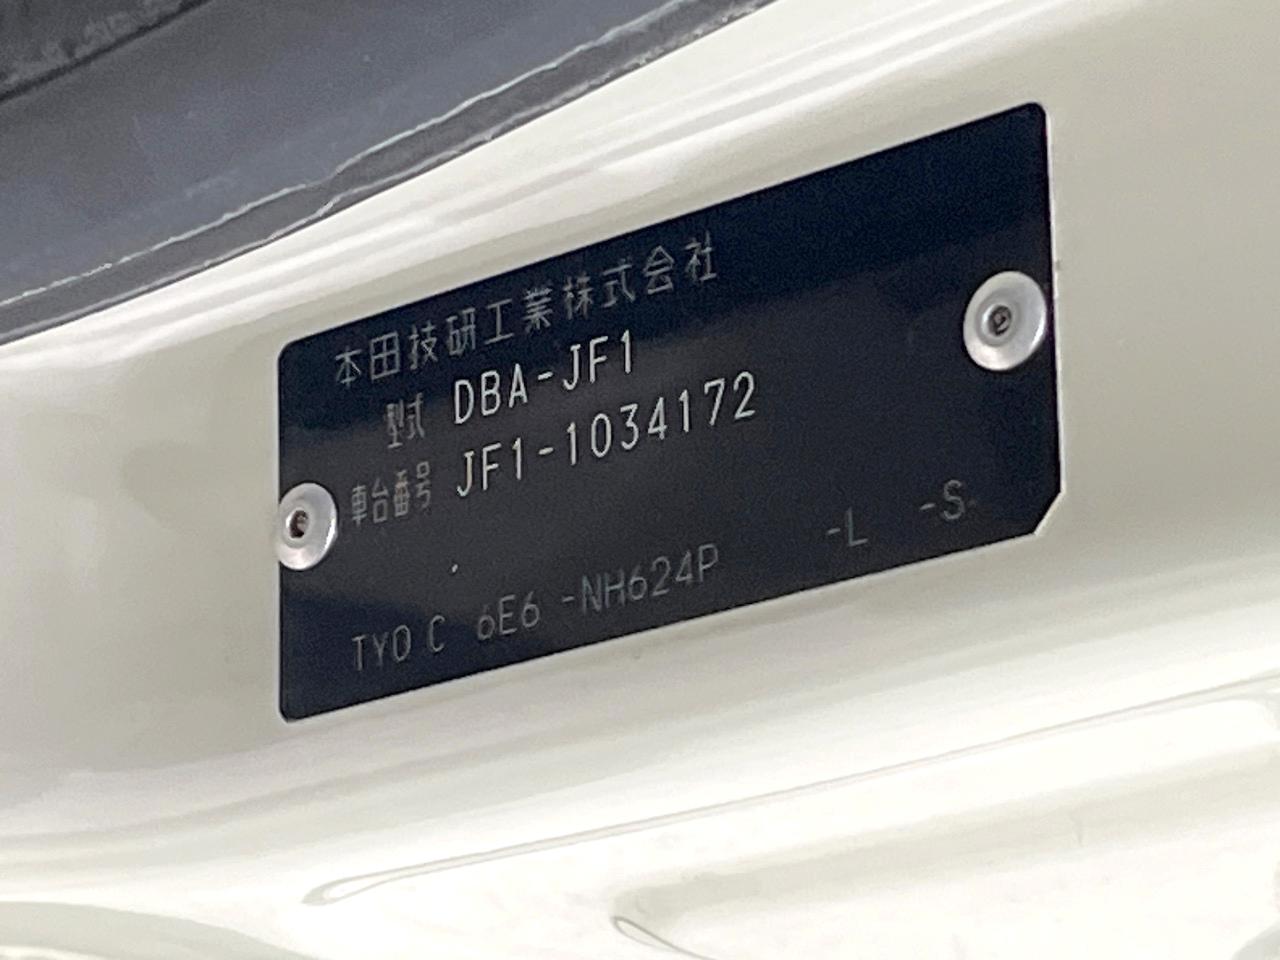 本田技研工業株式会社
型式 DBA-JF1
車台番号 JF1-1034172
TYO C 6E6 -NH624P -L -S